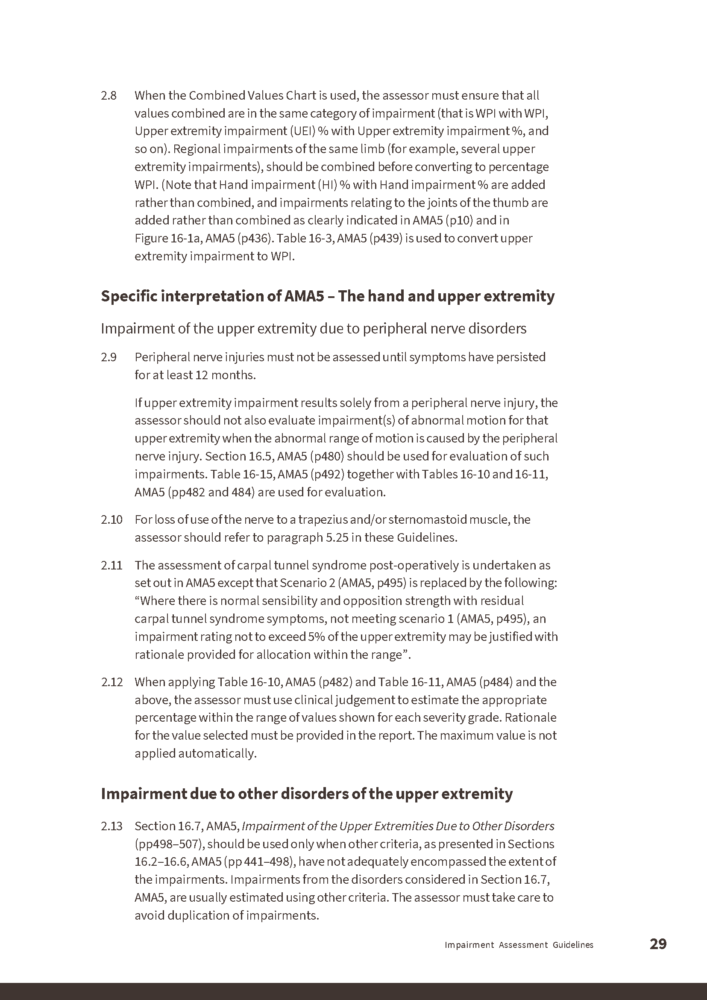 2.8 When the Combined Values Chart is used, the assessor must ensure that all
values combined are in the same category of impairment (that is WPI with WPI,
Upper extremity impairment (UEI) % with Upper extremity impairment %, and
so on). Regional impairments of the same limb (for example, several upper
extremity impairments), should be combined before converting to percentage
WPI. (Note that Hand impairment (HI) % with Hand impairment % are added
rather than combined, and impairments relating to the joints of the thumb are
added rather than combined as clearly indicated in AMA5 (p10) and in
Figure 16-1a, AMA5 (p436). Table 16-3, AMA5 (p439) is used to convert upper
extremity impairment to WPI.
Specific interpretation of AMA5 – The hand and upper extremity
Impairment of the upper extremity due to peripheral nerve disorders
2.9 Peripheral nerve injuries must not be assessed until symptoms have persisted
for at least 12 months.
If upper extremity impairment results solely from a peripheral nerve injury, the
assessor should not also evaluate impairment(s) of abnormal motion for that
upper extremity when the abnormal range of motion is caused by the peripheral
nerve injury. Section 16.5, AMA5 (p480) should be used for evaluation of such
impairments. Table 16-15, AMA5 (p492) together with Tables 16-10 and 16-11,
AMA5 (pp482 and 484) are used for evaluation.
2.10 For loss of use of the nerve to a trapezius and/or sternomastoid muscle, the
assessor should refer to paragraph 5.25 in these Guidelines.
2.11 The assessment of carpal tunnel syndrome post-operatively is undertaken as
set out in AMA5 except that Scenario 2 (AMA5, p495) is replaced by the following:
“Where there is normal sensibility and opposition strength with residual
carpal tunnel syndrome symptoms, not meeting scenario 1 (AMA5, p495), an
impairment rating not to exceed 5% of the upper extremity may be justified with
rationale provided for allocation within the range”.
2.12 When applying Table 16-10, AMA5 (p482) and Table 16-11, AMA5 (p484) and the
above, the assessor must use clinical judgement to estimate the appropriate
percentage within the range of values shown for each severity grade. Rationale
for the value selected must be provided in the report. The maximum value is not
applied automatically.
Impairment due to other disorders of the upper extremity
2.13 Section 16.7, AMA5, Impairment of the Upper Extremities Due to Other Disorders
(pp498–507), should be used only when other criteria, as presented in Sections
16.2–16.6, AMA5 (pp 441–498), have not adequately encompassed the extent of
the impairments. Impairments from the disorders considered in Section 16.7,
AMA5, are usually estimated using other criteria. The assessor must take care to
avoid duplication of impairments.
Impairment Assessment Guidelines 29